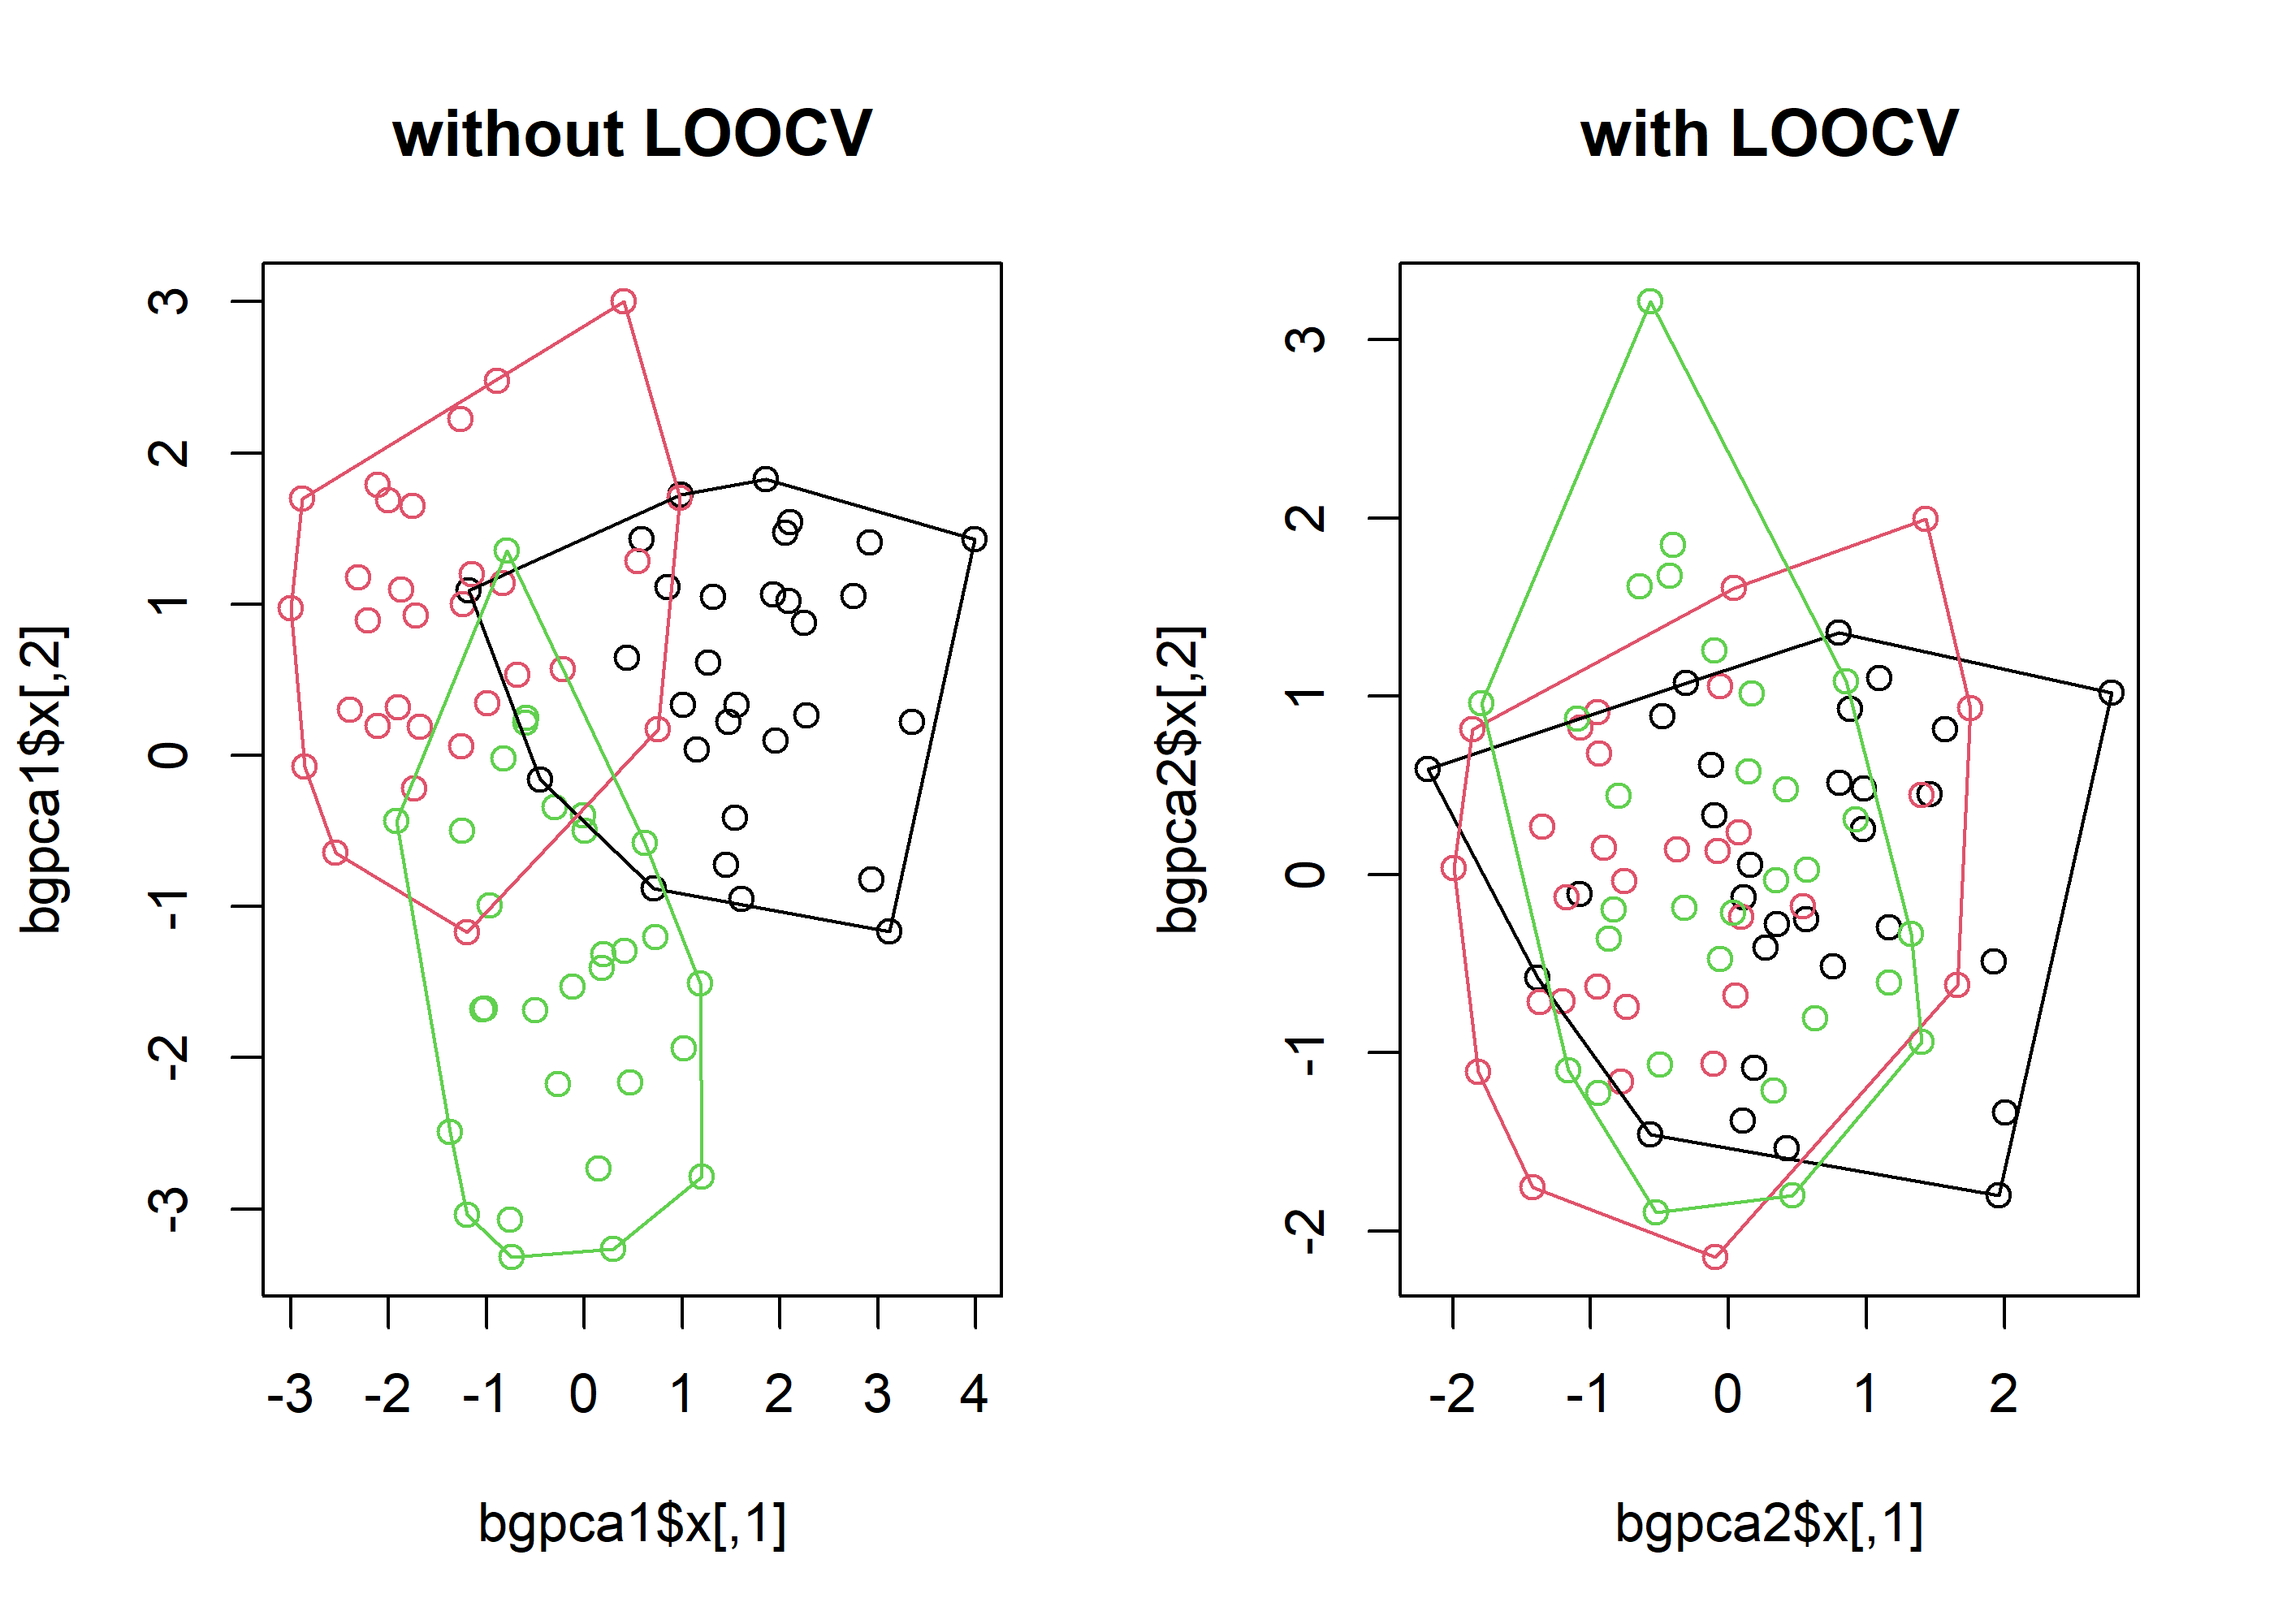 without LOOCV
bgpca1$x[,2]
3
2
1
0
-1
-2
-3
-3 -2 -1 0 1 2 3 4
bgpca1$x[,1]
with LOOCV
bgpca2$x[,2]
3
2
1
0
-1
-2
-2 -1 0 1 2
bgpca2$x[,1]